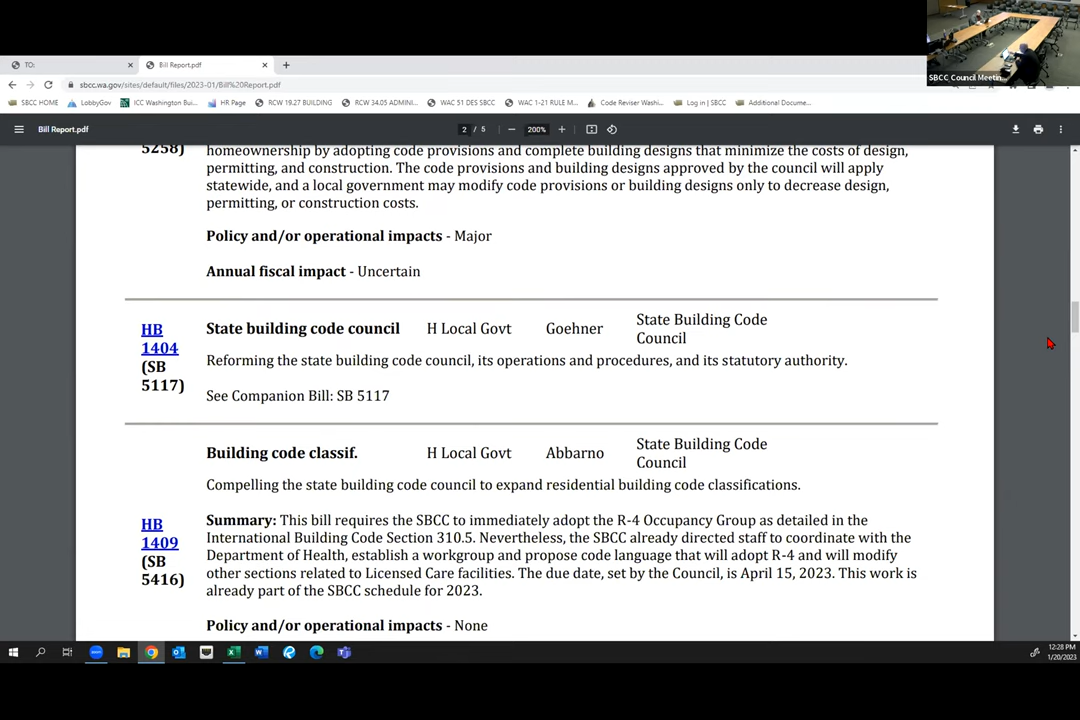 SBCC Council Meetin...
TO:
Bill Report.pdf
sbcc.wa.gov/sites/default/files/2023-01/Bill%20Report.pdf
SBCC HOME
LobbyGov
ICC Washington Bui...
HR Page
RCW 19.27 BUILDING
RCW 34.05 ADMINI...
WAC 51 DES SBCC
WAC 1-21 RULE M...
Code Reviser Washi...
Log in | SBCC
Additional Docume...
Bill Report.pdf
2 / 5
200%
5258)
homeownership by adopting code provisions and complete building designs that minimize the costs of design,
permitting, and construction. The code provisions and building designs approved by the council will apply
statewide, and a local government may modify code provisions or building designs only to decrease design,
permitting, or construction costs.
Policy and/or operational impacts - Major
Annual fiscal impact - Uncertain
HB
1404
(SB
5117)
State building code council
H Local Govt
Goehner
State Building Code
Council
Reforming the state building code council, its operations and procedures, and its statutory authority.
See Companion Bill: SB 5117
Building code classif.
H Local Govt
Abbarno
State Building Code
Council
Compelling the state building code council to expand residential building code classifications.
HB
1409
(SB
5416)
Summary: This bill requires the SBCC to immediately adopt the R-4 Occupancy Group as detailed in the
International Building Code Section 310.5. Nevertheless, the SBCC already directed staff to coordinate with the
Department of Health, establish a workgroup and propose code language that will adopt R-4 and will modify
other sections related to Licensed Care facilities. The due date, set by the Council, is April 15, 2023. This work is
already part of the SBCC schedule for 2023.
Policy and/or operational impacts - None
12:28 PM
1/20/2023